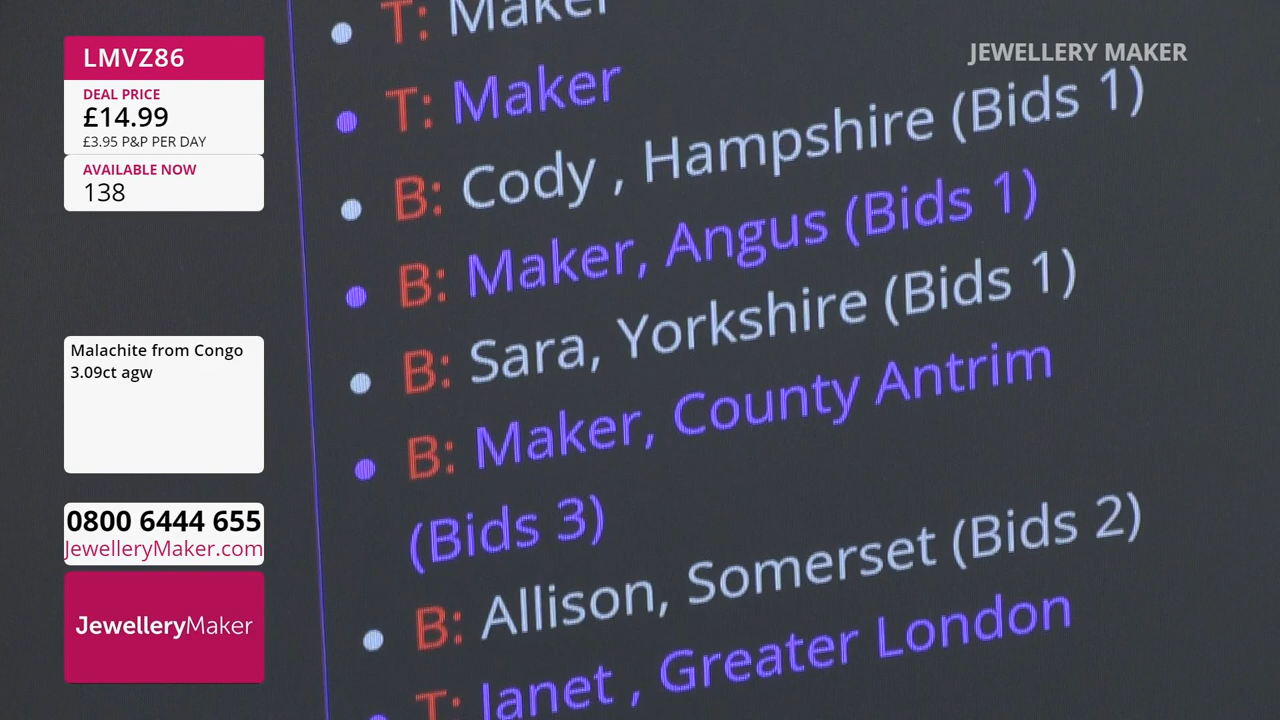 LMVZ86
DEAL PRICE
£14.99
£3.95 P&P PER DAY
AVAILABLE NOW
138
Malachite from Congo
3.09ct agw
0800 6444 655
JewelleryMaker.com
JewelleryMaker
JEWELLERY MAKER
T: Maker
T: Maker
B: Cody , Hampshire (Bids 1)
B: Maker, Angus (Bids 1)
B: Sara, Yorkshire (Bids 1)
B: Maker, County Antrim
(Bids 3)
B: Allison, Somerset (Bids 2)
T: Janet , Greater London